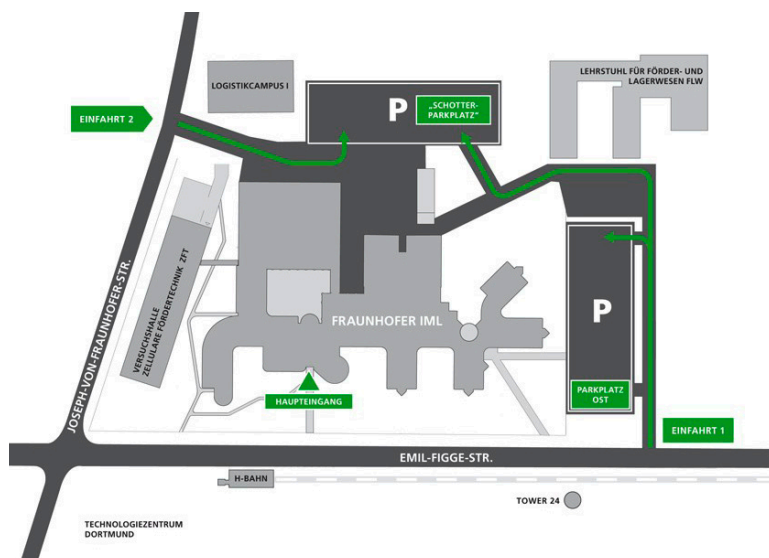 LOGISTIKCAMPUS I
LEHRSTUHL FÜR FÖRDER- UND
LAGERWESEN FLW
EINFAHRT 2
P
„SCHOTTER-
PARKPLATZ“
JOSEPH-VON-FRAUNHOFER-STR.
VERSUCHSHALLE
ZELLULARE FÖRDERTECHNIK ZFT
FRAUNHOFER IML
P
HAUPTEINGANG
PARKPLATZ
OST
EINFAHRT 1
EMIL-FIGGE-STR.
H-BAHN
TOWER 24
TECHNOLOGIEZENTRUM
DORTMUND